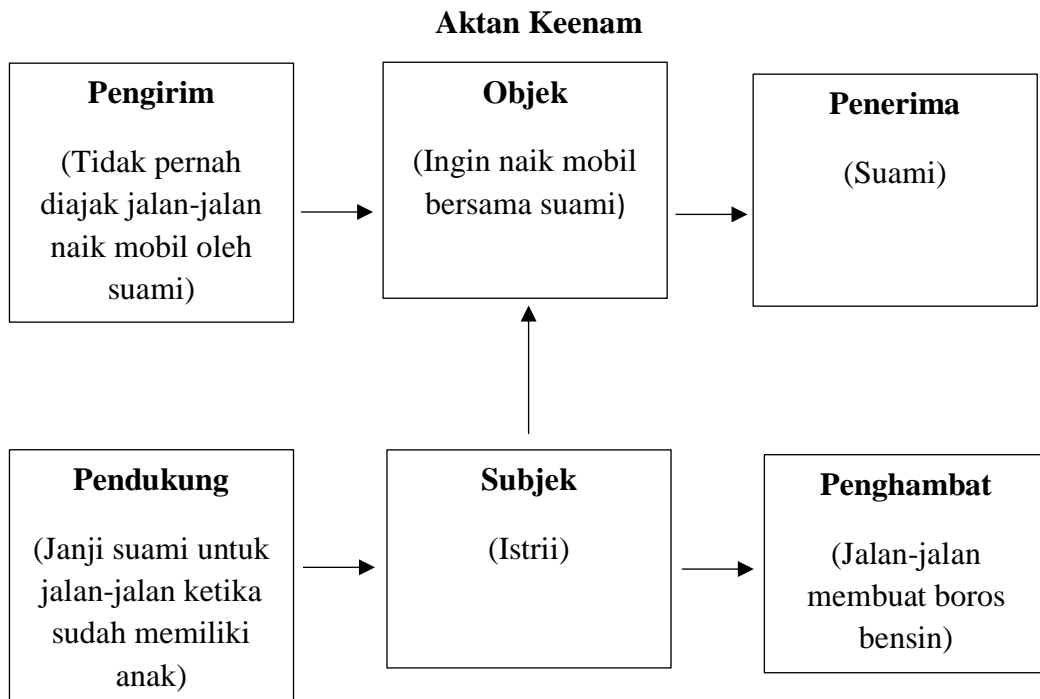 Aktan Keenam
Pengirim
(Tidak pernah
diajak jalan-jalan
naik mobil oleh
suami)
Objek
(Ingin naik mobil
bersama suami)
Penerima
(Suami)
Pendukung
(Janji suami untuk
jalan-jalan ketika
sudah memiliki
anak)
Subjek
(Istrii)
Penghambat
(Jalan-jalan
membuat boros
bensin)